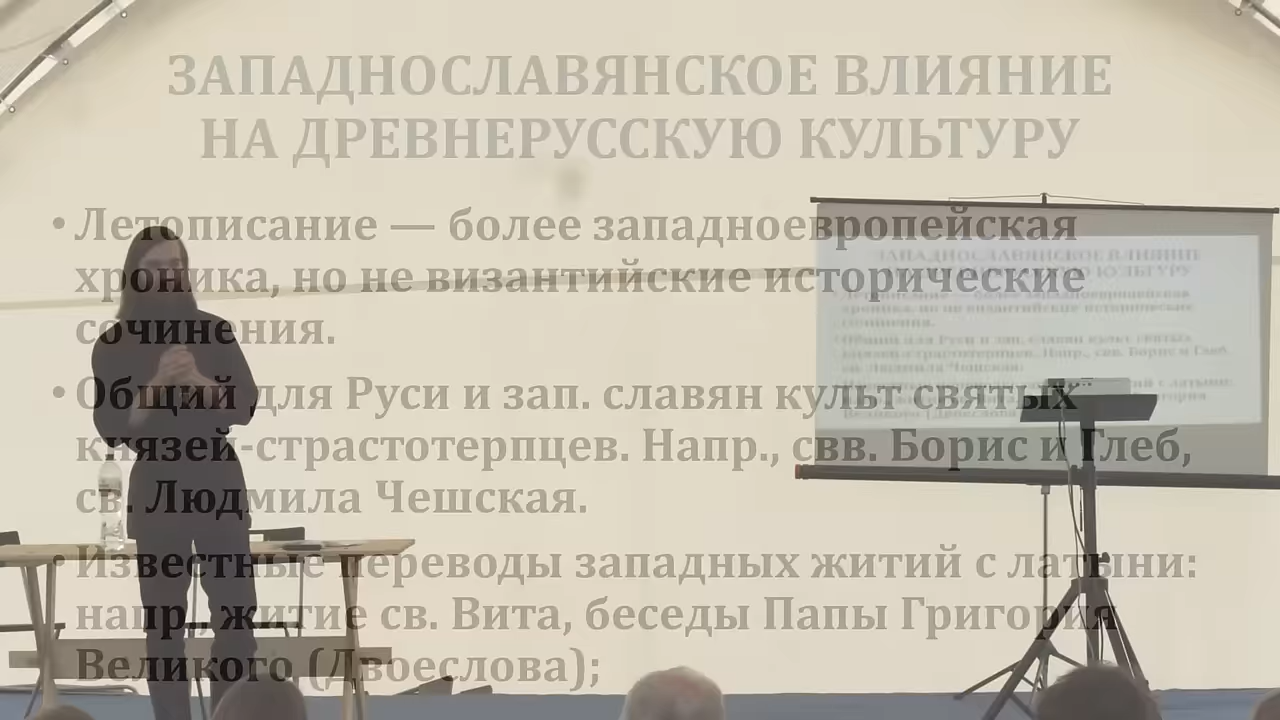 ЗАПАДНОСЛАВЯНСКОЕ ВЛИЯНИЕ
НА ДРЕВНЕРУССКУЮ КУЛЬТУРУ
• Летописание — более западноевропейская
хроника, но не византийские исторические
сочинения.
• Общий для Руси и зап. славян культ святых
князей-страстотерпцев. Напр., свв. Борис и Глеб,
св. Людмила Чешская.
• Известные переводы западных житий с латыни:
напр., житие св. Вита, беседы Папы Григория
Великого (Двоеслова);